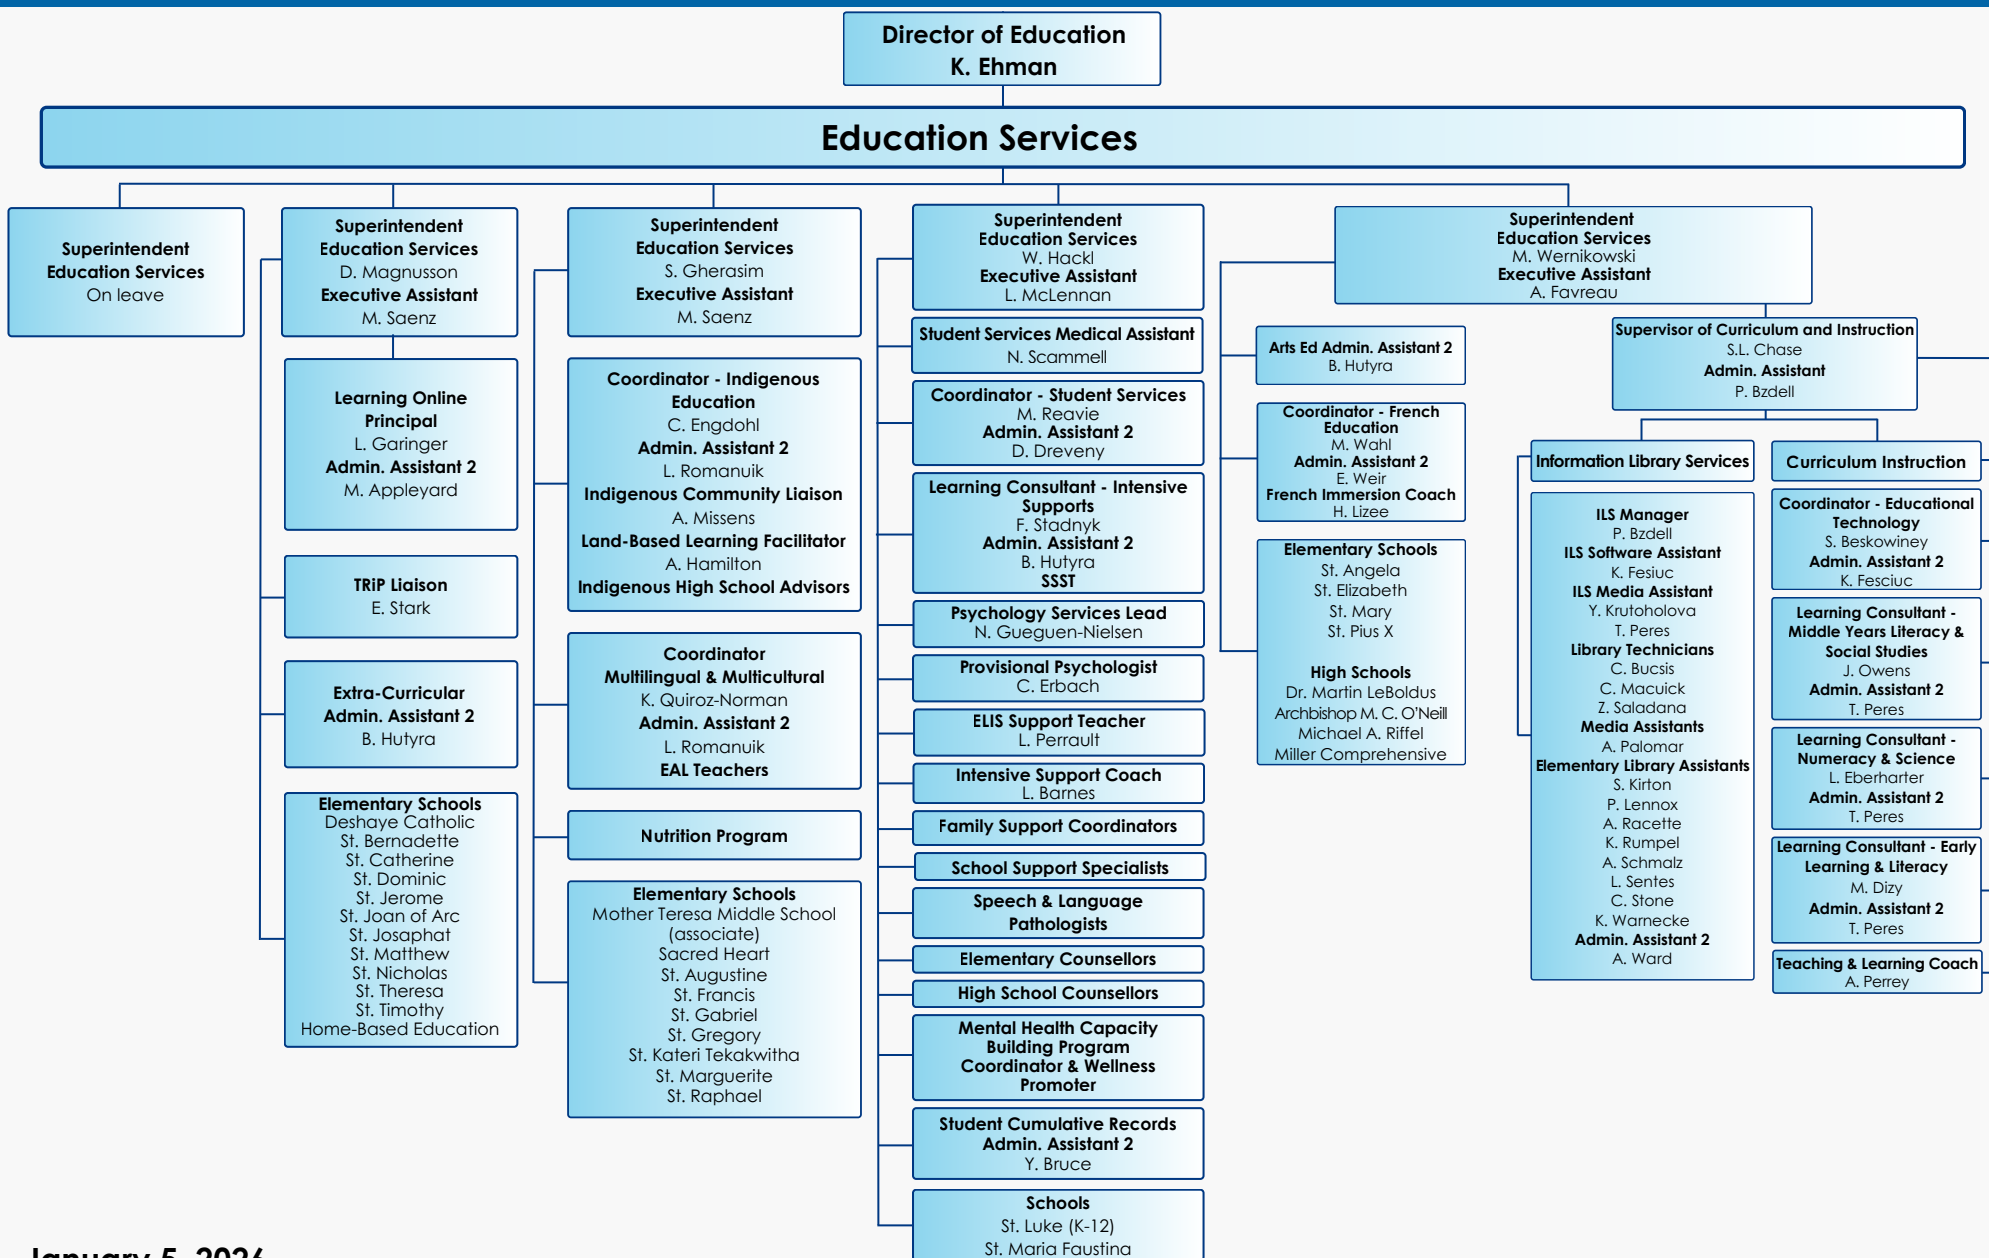 Director of Education
K. Ehman
Education Services
Superintendent
Education Services
On leave
Superintendent
Education Services
D. Magnusson
Executive Assistant
M. Saenz
Learning Online
Principal
L. Garinger
Admin. Assistant 2
M. Appleyard
TRiP Liaison
E. Stark
Extra-Curricular
Admin. Assistant 2
B. Hutyra
Elementary Schools
Deshaye Catholic
St. Bernadette
St. Catherine
St. Dominic
St. Jerome
St. Joan of Arc
St. Josaphat
St. Matthew
St. Nicholas
St. Theresa
St. Timothy
Home-Based Education
Superintendent
Education Services
S. Gherasim
Executive Assistant
M. Saenz
Coordinator - Indigenous
Education
C. Engdohl
Admin. Assistant 2
L. Romanuik
Indigenous Community Liaison
A. Missens
Land-Based Learning Facilitator
A. Hamilton
Indigenous High School Advisors
Coordinator
Multilingual & Multicultural
K. Quiroz-Norman
Admin. Assistant 2
L. Romanuik
EAL Teachers
Nutrition Program
Elementary Schools
Mother Teresa Middle School
(associate)
Sacred Heart
St. Augustine
St. Francis
St. Gabriel
St. Gregory
St. Kateri Tekakwitha
St. Marguerite
St. Raphael
Superintendent
Education Services
W. Hackl
Executive Assistant
L. McLennan
Student Services Medical Assistant
N. Scammell
Coordinator - Student Services
M. Reavie
Admin. Assistant 2
D. Dreveny
Learning Consultant - Intensive
Supports
F. Stadnyk
Admin. Assistant 2
B. Hutyra
SSST
Psychology Services Lead
N. Gueguen-Nielsen
Provisional Psychologist
C. Erbach
ELIS Support Teacher
L. Perrault
Intensive Support Coach
L. Barnes
Family Support Coordinators
School Support Specialists
Speech & Language
Pathologists
Elementary Counsellors
High School Counsellors
Mental Health Capacity
Building Program
Coordinator & Wellness
Promoter
Student Cumulative Records
Admin. Assistant 2
Y. Bruce
Schools
St. Luke (K-12)
St. Maria Faustina
Superintendent
Education Services
M. Wernikowski
Executive Assistant
A. Favreau
Arts Ed Admin. Assistant 2
B. Hutyra
Coordinator - French
Education
M. Wahl
Admin. Assistant 2
E. Weir
French Immersion Coach
H. Lizee
Elementary Schools
St. Angela
St. Elizabeth
St. Mary
St. Pius X
High Schools
Dr. Martin LeBoldus
Archbishop M. C. O'Neill
Michael A. Riffel
Miller Comprehensive
Supervisor of Curriculum and Instruction
S.L. Chase
Admin. Assistant
P. Bzdell
Information Library Services
ILS Manager
P. Bzdell
ILS Software Assistant
K. Fesiuc
ILS Media Assistant
Y. Krutoholova
T. Peres
Library Technicians
C. Bucsis
C. Macuick
Z. Saladana
Media Assistants
A. Palomar
Elementary Library Assistants
S. Kirton
P. Lennox
A. Racette
K. Rumpel
A. Schmalz
L. Sentes
C. Stone
K. Warnecke
Admin. Assistant 2
A. Ward
Curriculum Instruction
Coordinator - Educational
Technology
S. Beskowiney
Admin. Assistant 2
K. Fesciuc
Learning Consultant -
Middle Years Literacy &
Social Studies
J. Owens
Admin. Assistant 2
T. Peres
Learning Consultant -
Numeracy & Science
L. Eberharter
Admin. Assistant 2
T. Peres
Learning Consultant - Early
Learning & Literacy
M. Dizy
Admin. Assistant 2
T. Peres
Teaching & Learning Coach
A. Perrey
January 5, 2026